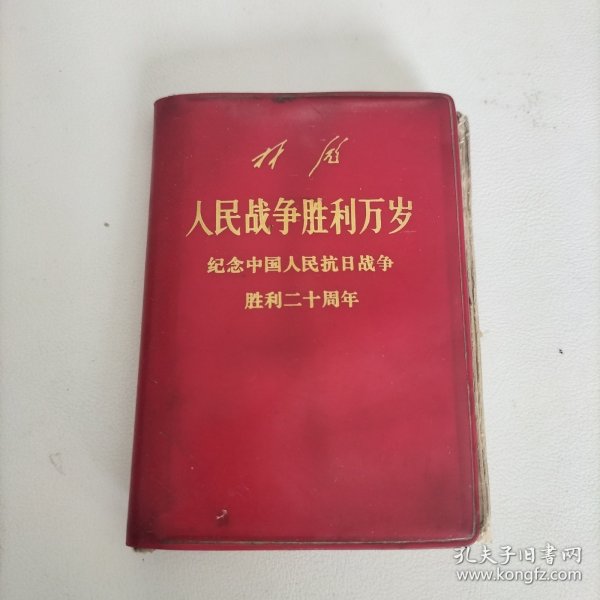 林彪
人民战争胜利万岁
纪念中国人民抗日战争
胜利二十周年
孔夫子旧书网
www.kongfz.com